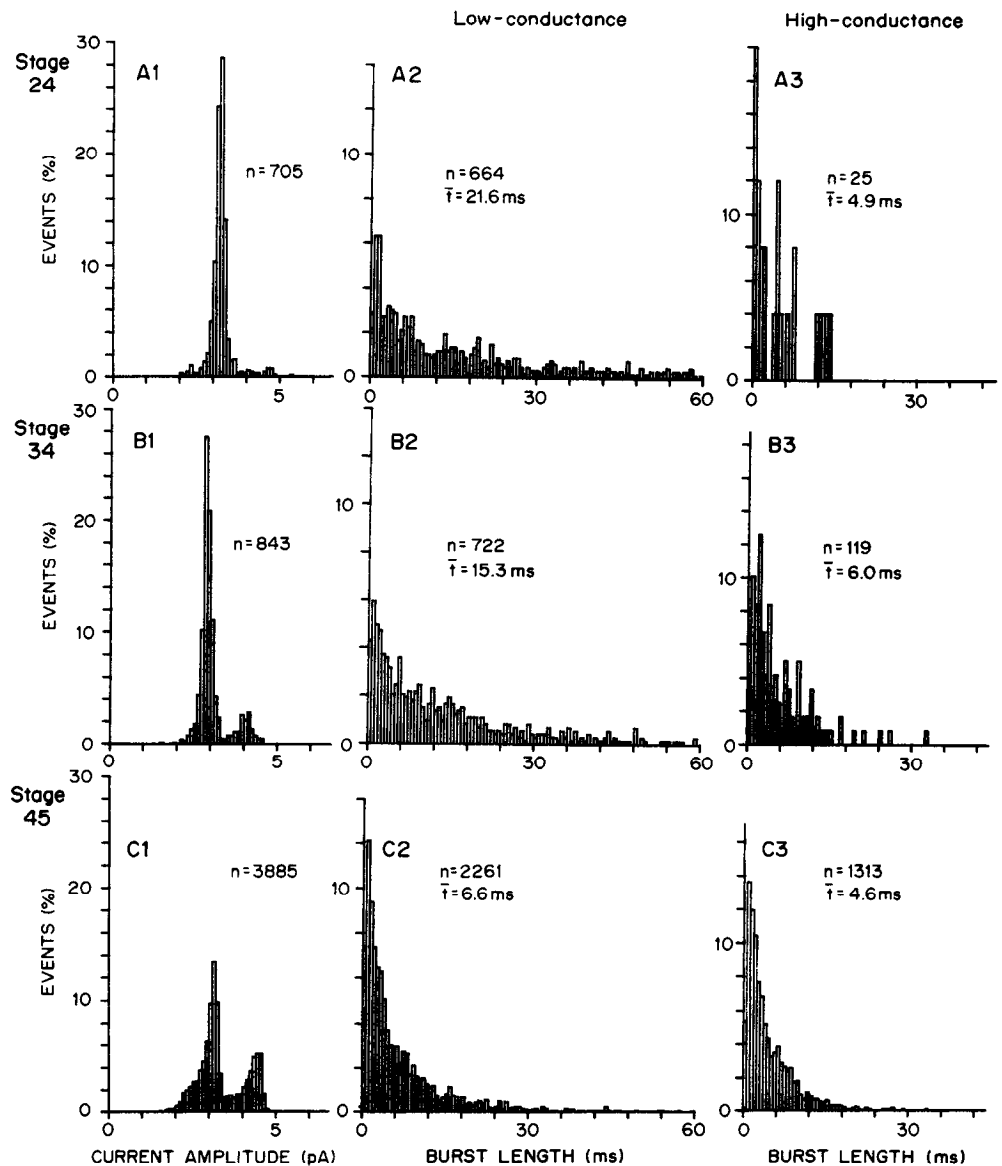 Low-conductance High-conductance
Stage
24
A1 A2 A3
EVENTS (%)
30
20
10
0
5
n=705
10
0
30
60
n=664
t̄=21.6ms
10
0
0
30
n=25
t̄=4.9ms
Stage
34
B1 B2 B3
EVENTS (%)
30
20
10
0
0
5
n=843
10
0
0
30
60
n=722
t̄=15.3ms
10
0
0
30
n=119
t̄=6.0ms
Stage
45
C1 C2 C3
EVENTS (%)
30
20
10
0
0
5
n=3885
10
0
0
30
60
n=2261
t̄=6.6ms
10
0
0
30
n=1313
t̄=4.6ms
CURRENT AMPLITUDE (pA) BURST LENGTH (ms) BURST LENGTH (ms)